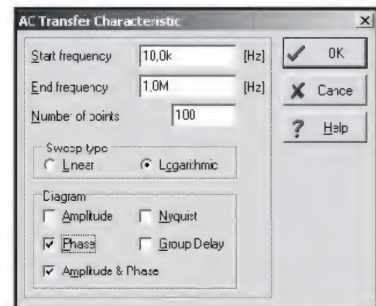 AC Transfer Characteristic
Start frequency 10,0k [Hz]
End frequency 1,0M [Hz]
Number of points 100
Sweep type
Linear Logarithmic
Diagram
Amplitude Nyquist
Phase Group Delay
Amplitude & Phase
OK
Cance
? Help